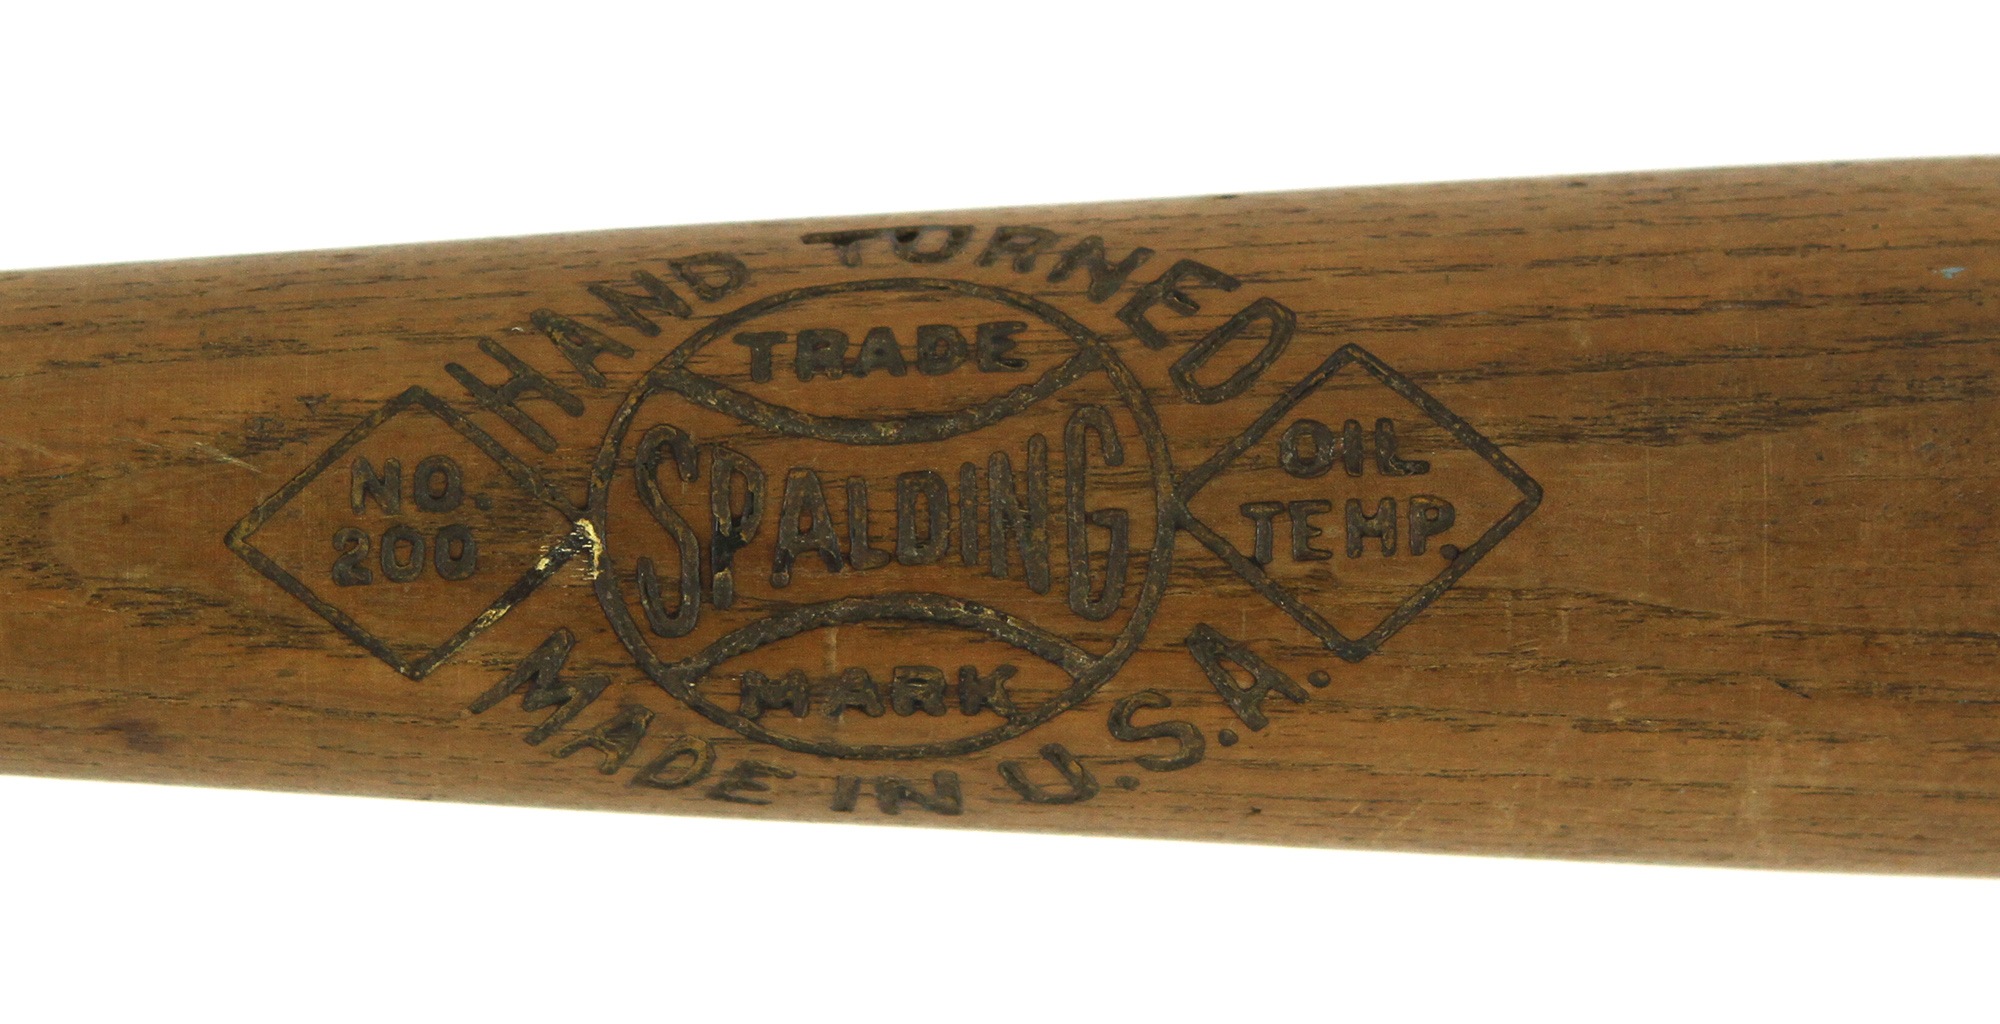 HAND TURNED
NO.
200
TRADE
SPALDING
MARK
OIL
TEMP.
MADE IN U.S.A.